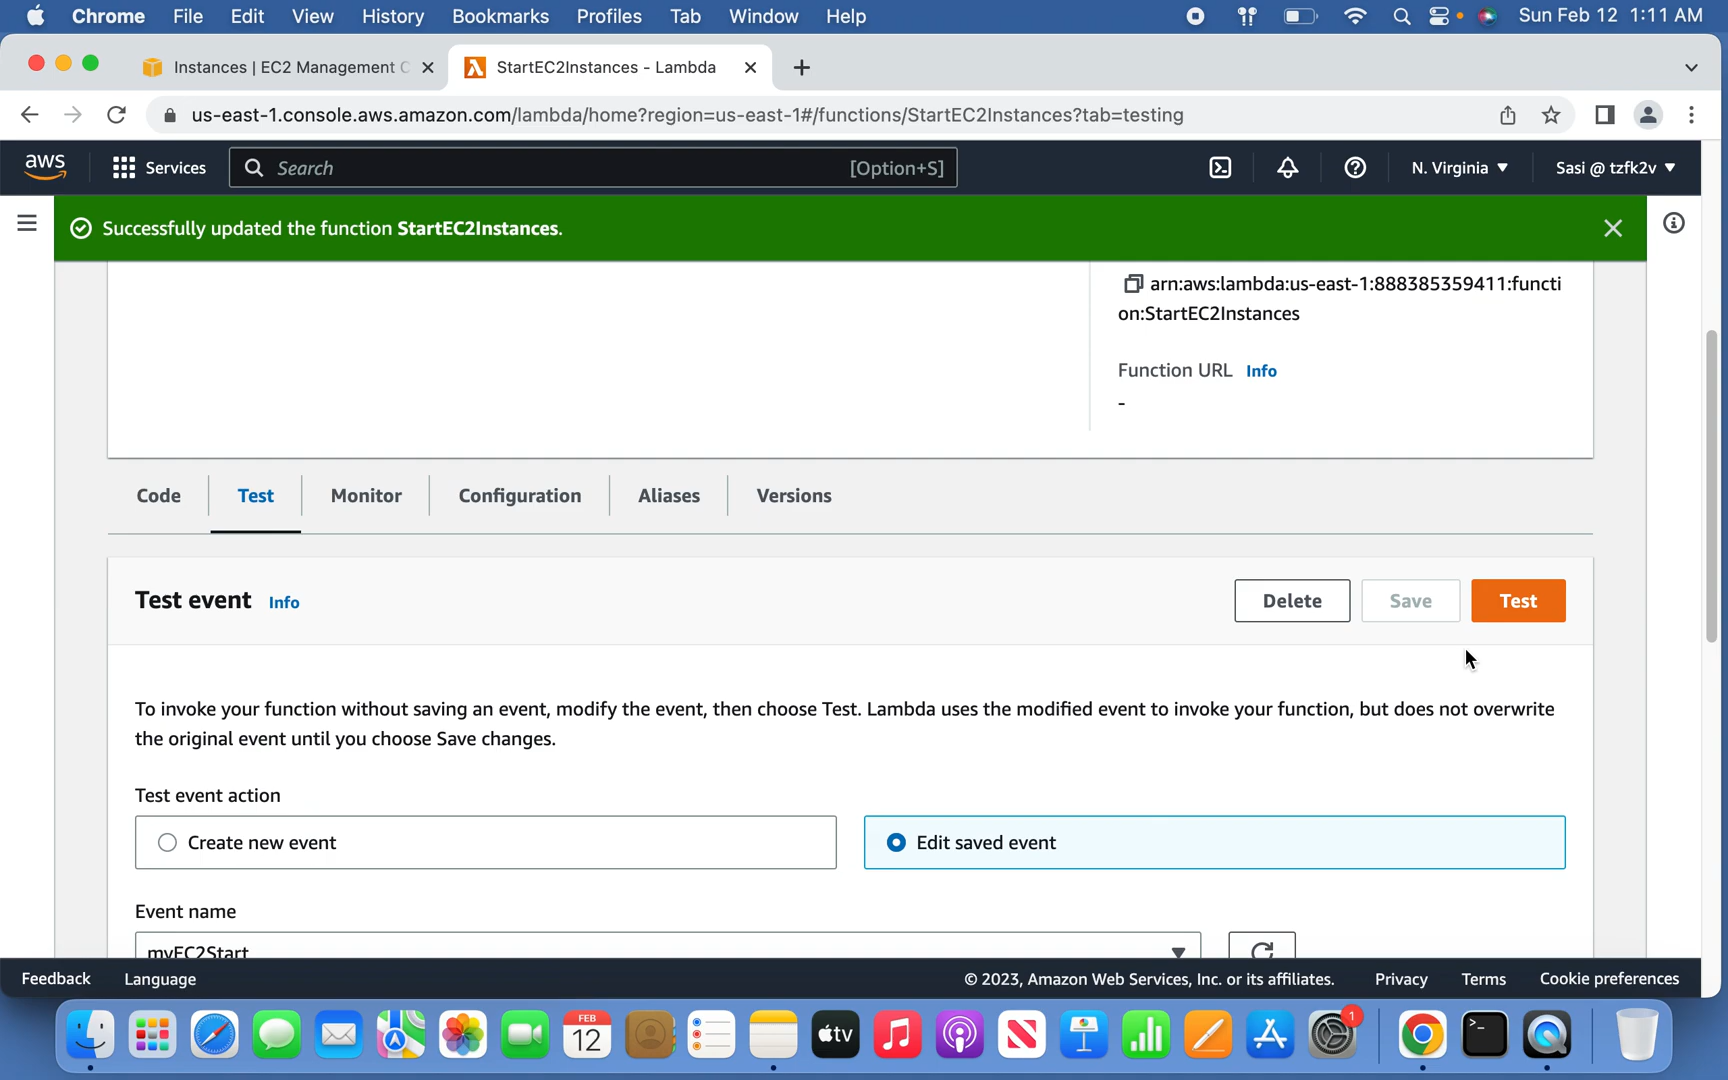 Chrome File Edit View History Bookmarks Profiles Tab Window Help Sun Feb 12 1:11 AM
Instances | EC2 Management C StartEC2Instances - Lambda
us-east-1.console.aws.amazon.com/lambda/home?region=us-east-1#/functions/StartEC2Instances?tab=testing
aws Services Search [Option+S] N. Virginia Sasi @ tzfk2v
Successfully updated the function StartEC2Instances.
arn:aws:lambda:us-east-1:888385359411:functi
on:StartEC2Instances
Function URL Info
-
Code Test Monitor Configuration Aliases Versions
Test event Info Delete Save Test
To invoke your function without saving an event, modify the event, then choose Test. Lambda uses the modified event to invoke your function, but does not overwrite
the original event until you choose Save changes.
Test event action
Create new event Edit saved event
Event name
myEC2Start
Feedback Language © 2023, Amazon Web Services, Inc. or its affiliates. Privacy Terms Cookie preferences
FEB
12
tv
1